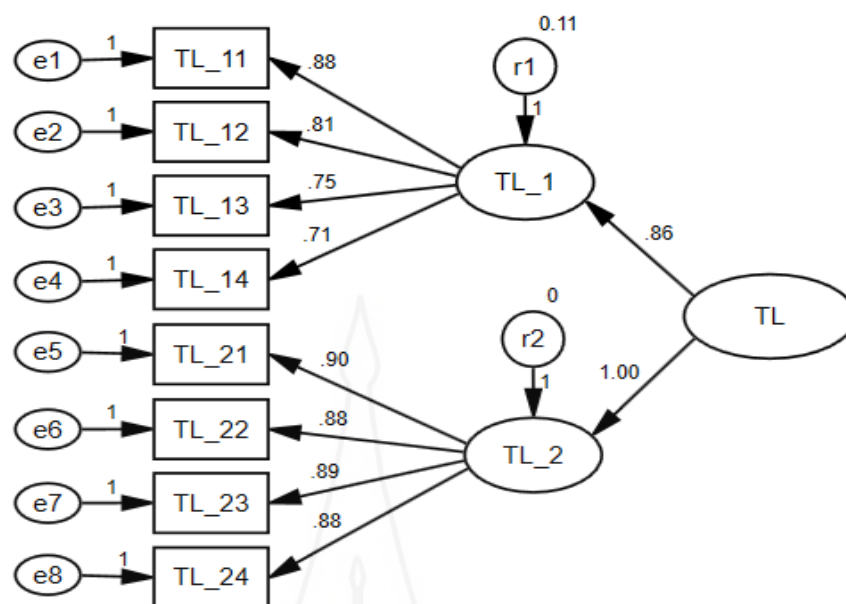 0.11
e1 1 TL_11 .88 r1
e2 1 TL_12 .81 1
TL_1
e3 1 TL_13 .75
.86
e4 1 TL_14 .71
0
TL
e5 1 TL_21 .90 r2
1.00
1
e6 1 TL_22 .88
TL_2
e7 1 TL_23 .89
e8 1 TL_24 .88